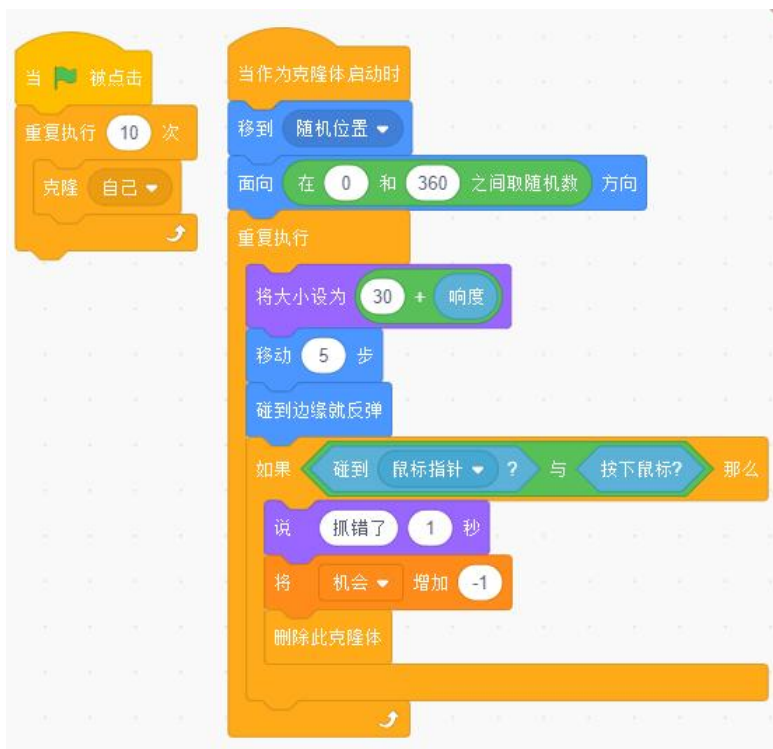 当 被点击
重复执行 10 次
克隆 自己
当作为克隆体启动时
移到 随机位置
面向 在 0 和 360 之间取随机数 方向
重复执行
将大小设为 30 + 响度
移动 5 步
碰到边缘就反弹
如果 碰到 鼠标指针 ? 与 按下鼠标? 那么
说 抓错了 1 秒
将 机会 增加 -1
删除此克隆体